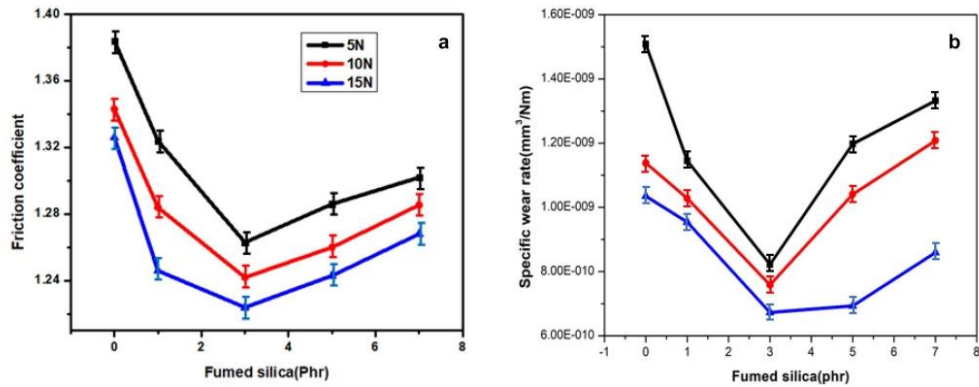 a
5N
10N
15N
1.40
1.36
1.32
1.28
1.24
Friction coefficient
0 2 4 6 8
Fumed silica(Phr)
b
1.60E-009
1.40E-009
1.20E-009
1.00E-009
8.00E-010
6.00E-010
Specific wear rate(mm³/Nm)
-1 0 1 2 3 4 5 6 7 8
Fumed silica(phr)